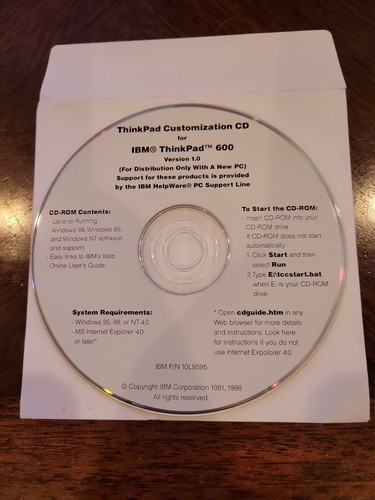 ThinkPad Customization CD
for
IBM® ThinkPad™ 600
Version 1.0
(For Distribution Only With A New PC)
Support for these products is provided
by the IBM HelpWare® PC Support Line
CD-ROM Contents:
- Up-and-Running
- Windows 98, Windows 95
and Windows NT software
and support
- Easy links to IBM's Web
- Online User's Guide
To Start the CD-ROM:
- Insert CD-ROM into your
CD-ROM drive.
- If CD-ROM does not start
automatically
1. Click Start and then
select Run
2. Type E:\tccstart.bat
when E: is your CD-ROM
drive
System Requirements:
- Windows 95, 98, or NT 4.0
- MS Internet Explorer 4.0
or later*
* Open cdguide.htm in any
Web browser for more details
and instructions. Look here
for instructions if you do not
use Internet Expolorer 4.0
IBM P/N 10L9595
© Copyright IBM Corporation 1981, 1998
All rights reserved